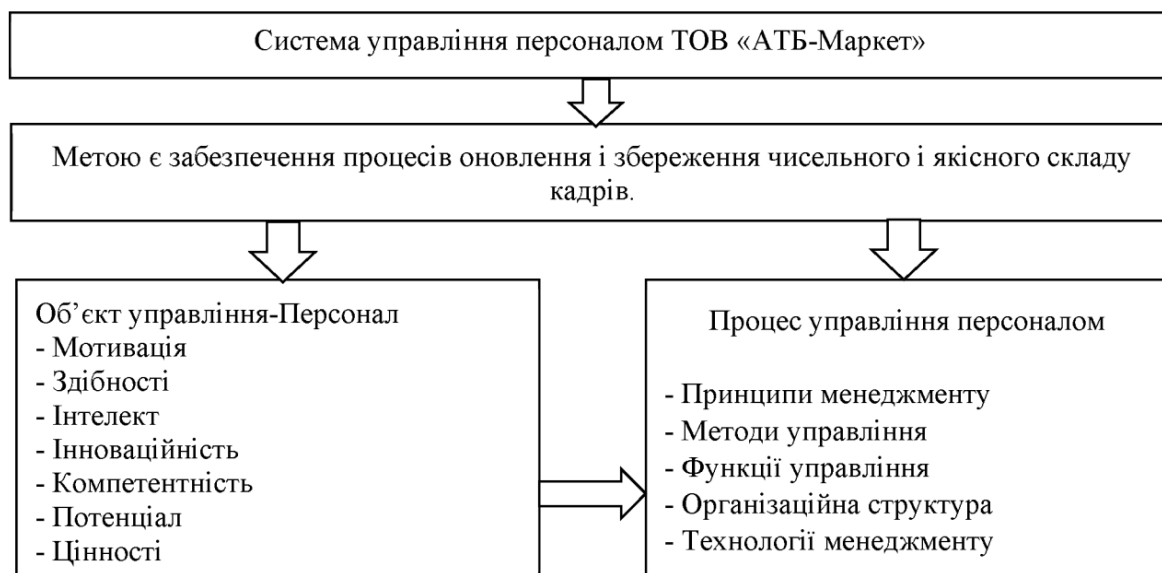 Система управління персоналом ТОВ «АТБ-Маркет»
Метою є забезпечення процесів оновлення і збереження чисельного і якісного складу
кадрів.
Об’єкт управління-Персонал
- Мотивація
- Здібності
- Інтелект
- Інноваційність
- Компетентність
- Потенціал
- Цінності
Процес управління персоналом
- Принципи менеджменту
- Методи управління
- Функції управління
- Організаційна структура
- Технології менеджменту